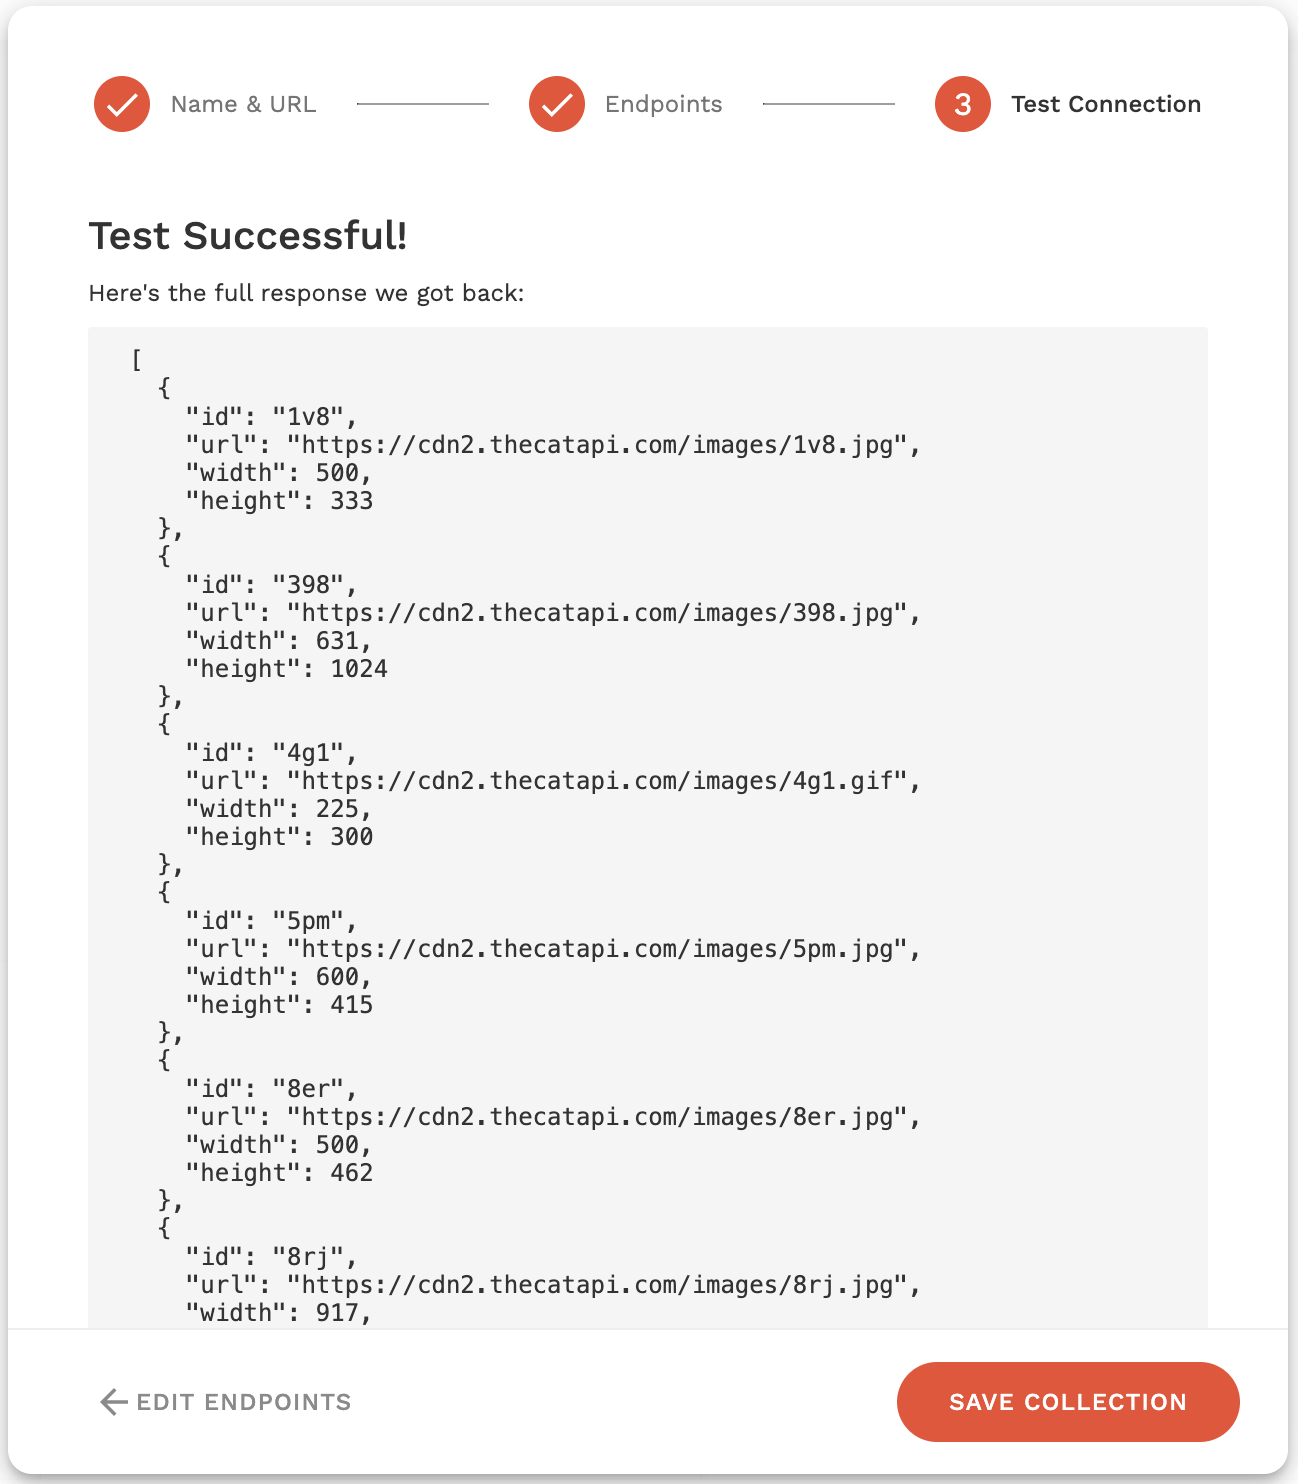 Name & URL
Endpoints
3
Test Connection
Test Successful!
Here's the full response we got back:
[
  {
    "id": "1v8",
    "url": "https://cdn2.thecatapi.com/images/1v8.jpg",
    "width": 500,
    "height": 333
  },
  {
    "id": "398",
    "url": "https://cdn2.thecatapi.com/images/398.jpg",
    "width": 631,
    "height": 1024
  },
  {
    "id": "4g1",
    "url": "https://cdn2.thecatapi.com/images/4g1.gif",
    "width": 225,
    "height": 300
  },
  {
    "id": "5pm",
    "url": "https://cdn2.thecatapi.com/images/5pm.jpg",
    "width": 600,
    "height": 415
  },
  {
    "id": "8er",
    "url": "https://cdn2.thecatapi.com/images/8er.jpg",
    "width": 500,
    "height": 462
  },
  {
    "id": "8rj",
    "url": "https://cdn2.thecatapi.com/images/8rj.jpg",
    "width": 917,
EDIT ENDPOINTS
SAVE COLLECTION